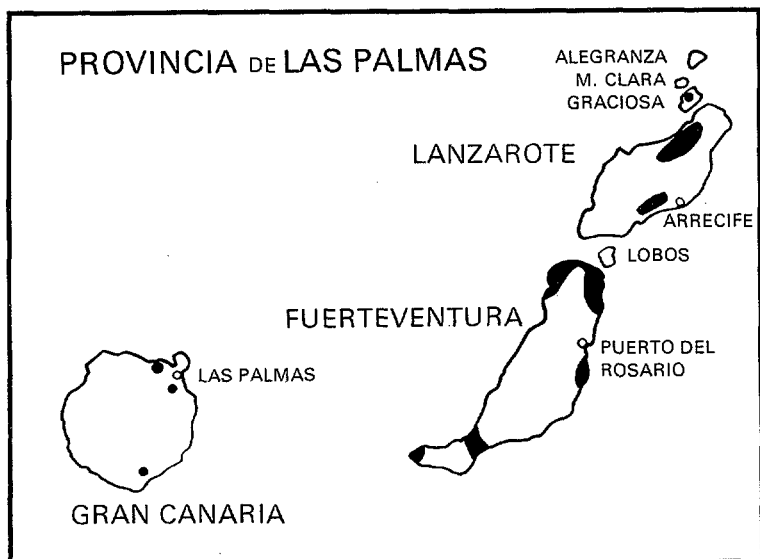 PROVINCIA DE LAS PALMAS
ALEGRANZA
M. CLARA
GRACIOSA
LANZAROTE
ARRECIFE
LOBOS
FUERTEVENTURA
PUERTO DEL
ROSARIO
LAS PALMAS
GRAN CANARIA